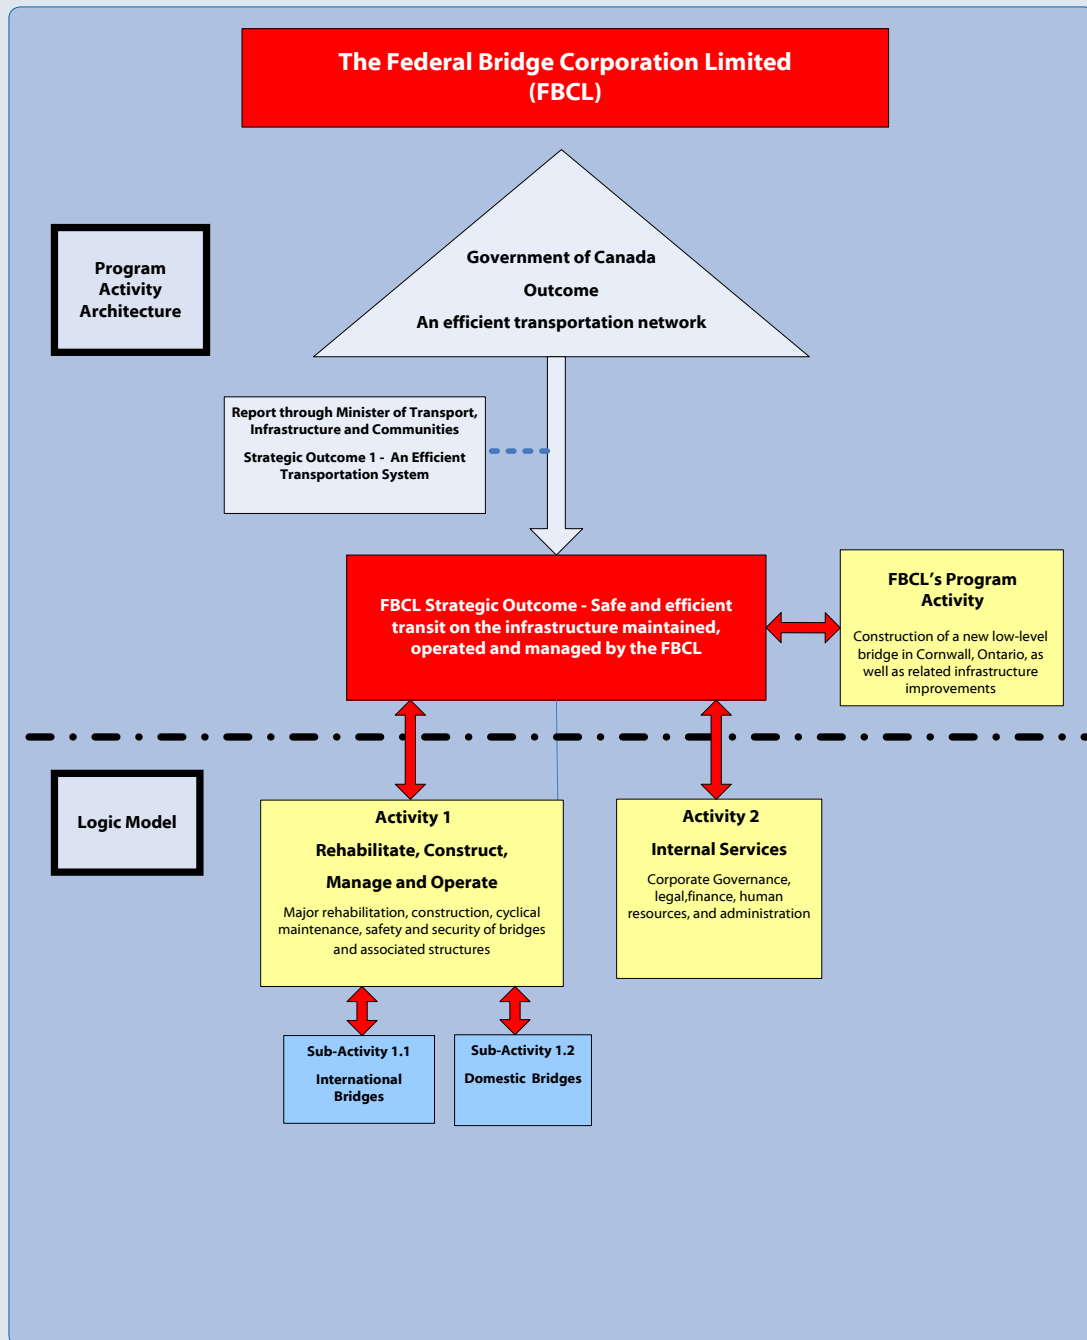 The Federal Bridge Corporation Limited
(FBCL)
Program
Activity
Architecture
Government of Canada
Outcome
An efficient transportation network
Report through Minister of Transport,
Infrastructure and Communities
Strategic Outcome 1 - An Efficient
Transportation System
FBCL Strategic Outcome - Safe and efficient
transit on the infrastructure maintained,
operated and managed by the FBCL
FBCL's Program
Activity
Construction of a new low-level
bridge in Cornwall, Ontario, as
well as related infrastructure
improvements
Logic Model
Activity 1
Rehabilitate, Construct,
Manage and Operate
Major rehabilitation, construction, cyclical
maintenance, safety and security of bridges
and associated structures
Activity 2
Internal Services
Corporate Governance,
legal,finance, human
resources, and administration
Sub-Activity 1.1
International
Bridges
Sub-Activity 1.2
Domestic Bridges